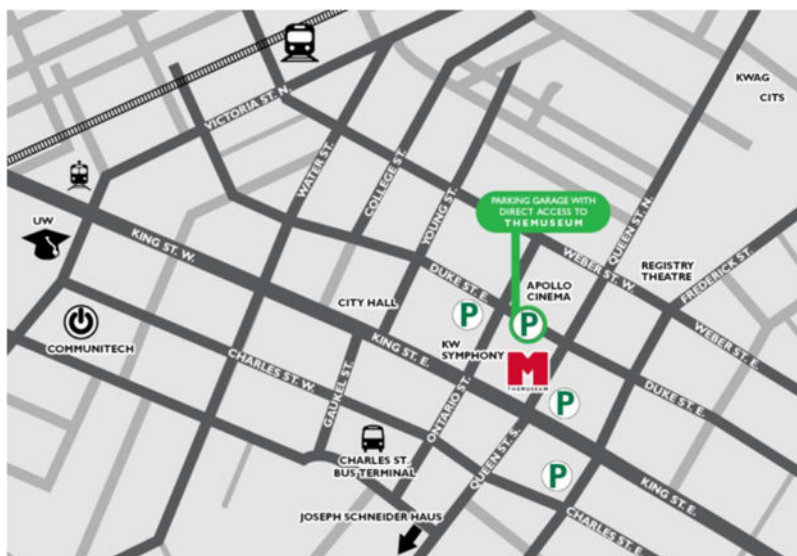 KWAG
CITS
VICTORIA ST. N.
WATER ST.
COLLEGE ST.
YOUNG ST.
PARKING GARAGE WITH
DIRECT ACCESS TO
THEMUSEUM
QUEEN ST. N.
UW
KING ST. W.
DUKE ST. E.
WEBER ST. W.
REGISTRY
THEATRE
FREDERICK ST.
APOLLO
CINEMA
CITY HALL
P
P
COMMUNITECH
KING ST. E.
KW
SYMPHONY
M
THEMUSEUM
WEBER ST. E.
CHARLES ST. W.
GAUKEL ST.
ONTARIO ST.
P
DUKE ST. E.
CHARLES ST.
BUS TERMINAL
QUEEN ST. S.
P
KING ST. E.
JOSEPH SCHNEIDER HAUS
CHARLES ST. E.